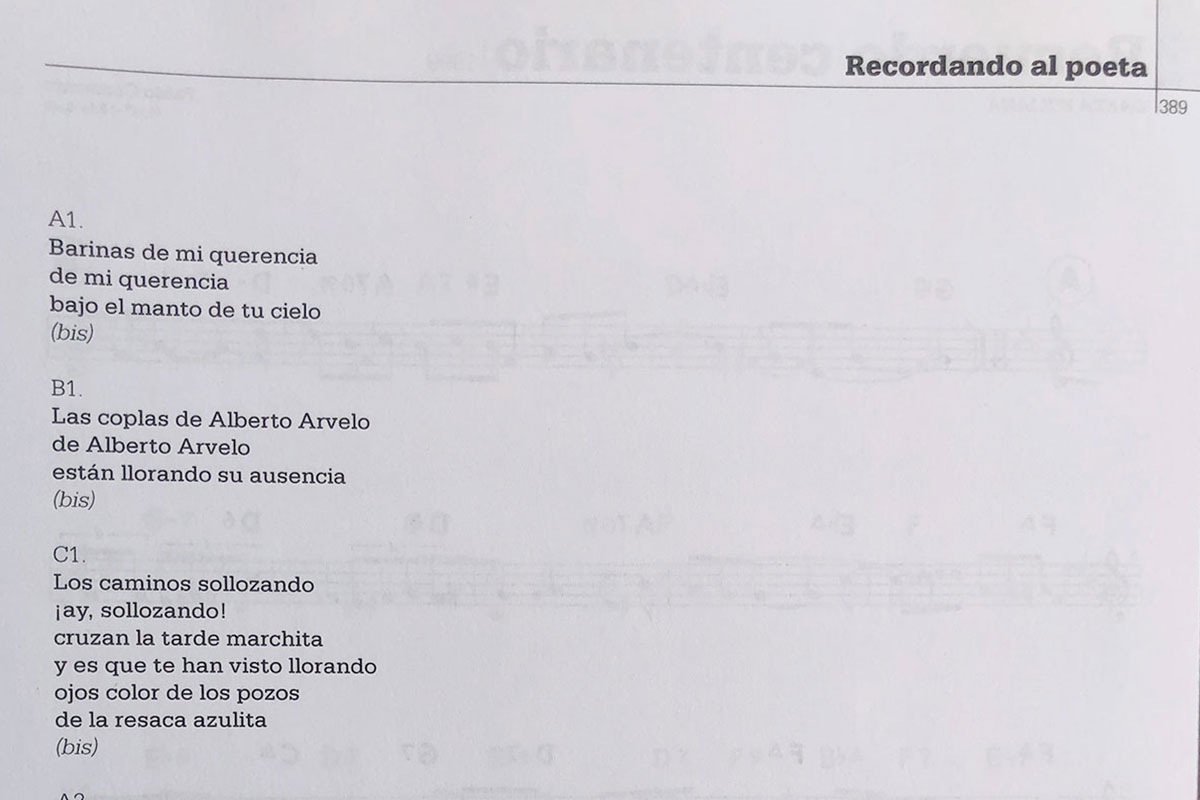 Recordando al poeta
389
A1.
Barinas de mi querencia
de mi querencia
bajo el manto de tu cielo
(bis)
B1.
Las coplas de Alberto Arvelo
de Alberto Arvelo
están llorando su ausencia
(bis)
C1.
Los caminos sollozando
¡ay, sollozando!
cruzan la tarde marchita
y es que te han visto llorando
ojos color de los pozos
de la resaca azulita
(bis)